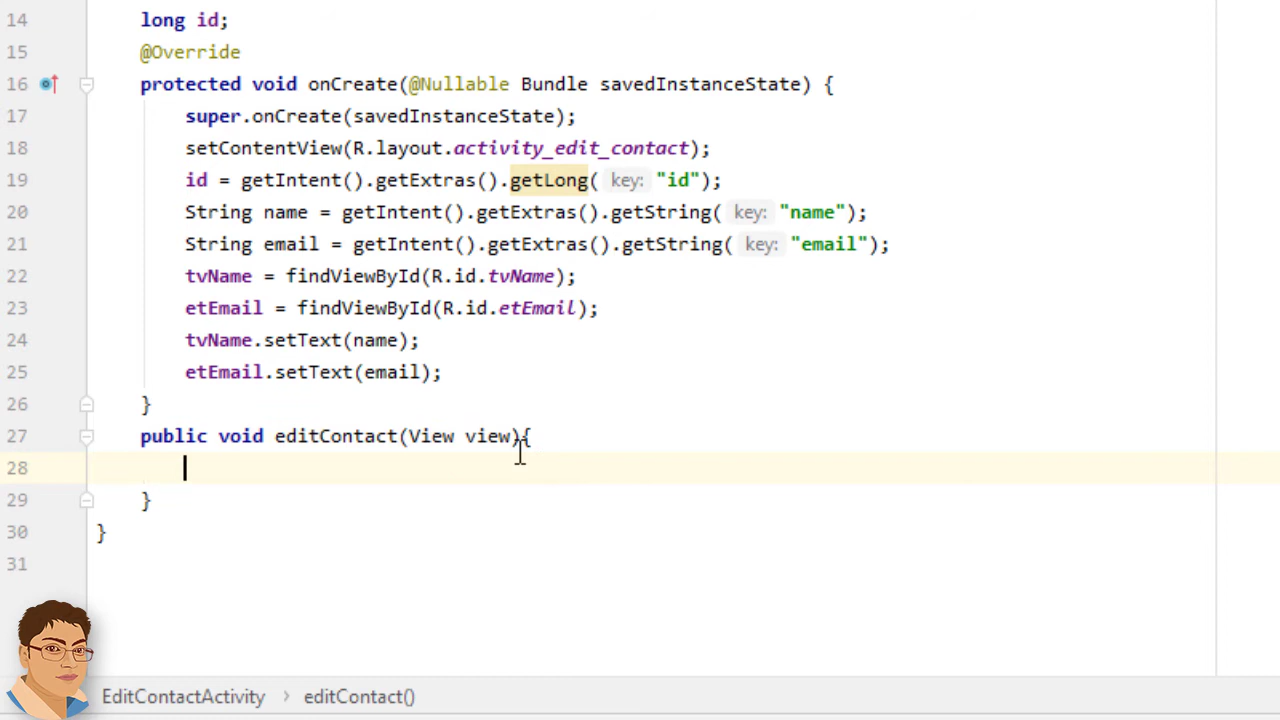 14 long id;
15 @Override
16 protected void onCreate(@Nullable Bundle savedInstanceState) {
17 super.onCreate(savedInstanceState);
18 setContentView(R.layout.activity_edit_contact);
19 id = getIntent().getExtras().getLong( key: "id");
20 String name = getIntent().getExtras().getString( key: "name");
21 String email = getIntent().getExtras().getString( key: "email");
22 tvName = findViewById(R.id.tvName);
23 etEmail = findViewById(R.id.etEmail);
24 tvName.setText(name);
25 etEmail.setText(email);
26 }
27 public void editContact(View view){
28
29 }
30 }
31
EditContactActivity › editContact()